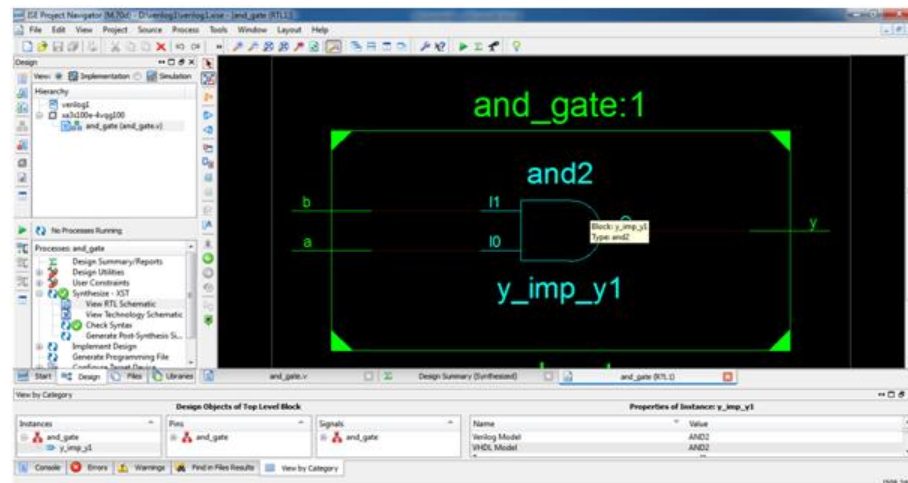 ISE Project Navigator (M.70d) - D:\verilog1\verilog1.xise - [and_gate (RTL1)]
File Edit View Project Source Process Tools Window Layout Help
Design
View: Implementation Simulation
Hierarchy
verilog1
xa3s100e-4vqg100
and_gate (and_gate.v)
No Processes Running
Processes: and_gate
Design Summary/Reports
Design Utilities
User Constraints
Synthesize - XST
View RTL Schematic
View Technology Schematic
Check Syntax
Generate Post-Synthesis Si...
Implement Design
Generate Programming File
Configure Target Device
and_gate:1
and2
b
I1
a
I0
y
Block: y_imp_y1
Type: and2
y_imp_y1
Start Design Files Libraries
and_gate.v
Design Summary (Synthesized)
and_gate (RTL1)
View by Category
Design Objects of Top Level Block
Properties of Instance: y_imp_y1
Instances Pins Signals Name Value
and_gate and_gate and_gate Verilog Model AND2
y_imp_y1 VHDL Model AND2
Console Errors Warnings Find in Files Results View by Category